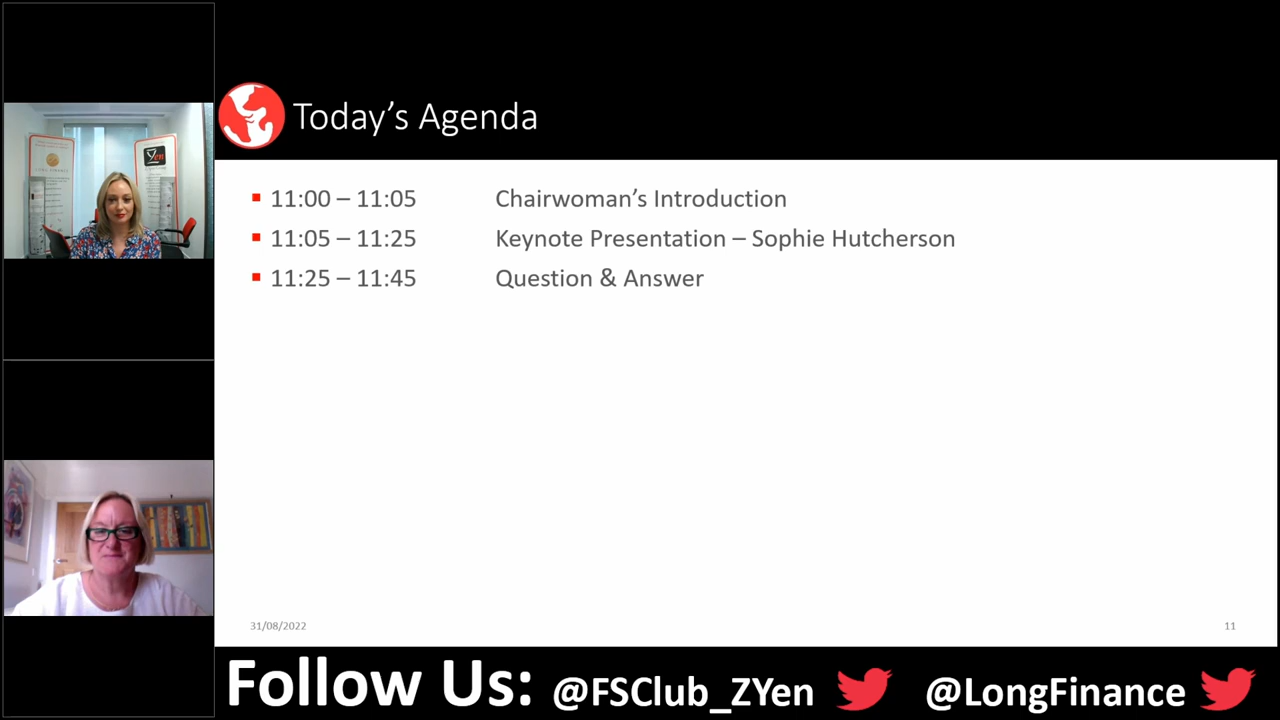 Today's Agenda
11:00 – 11:05 Chairwoman's Introduction
11:05 – 11:25 Keynote Presentation – Sophie Hutcherson
11:25 – 11:45 Question & Answer
31/08/2022
11
Follow Us: @FSClub_ZYen @LongFinance